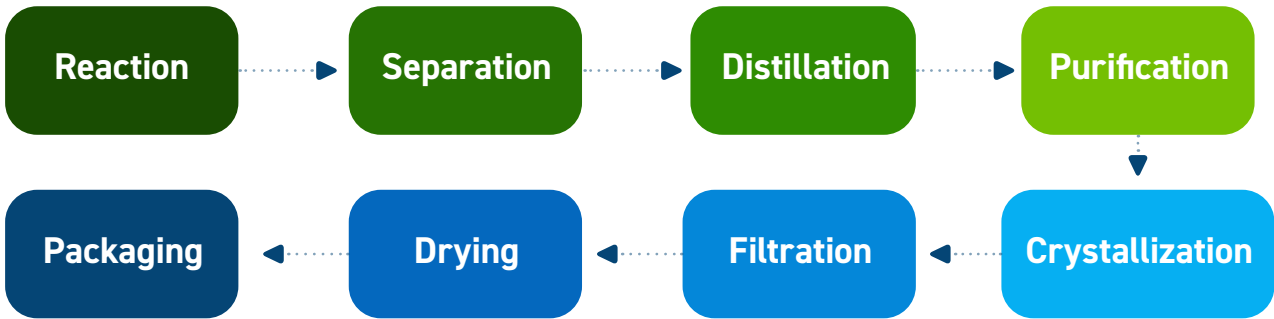 Reaction
Separation
Distillation
Purification
Crystallization
Filtration
Drying
Packaging